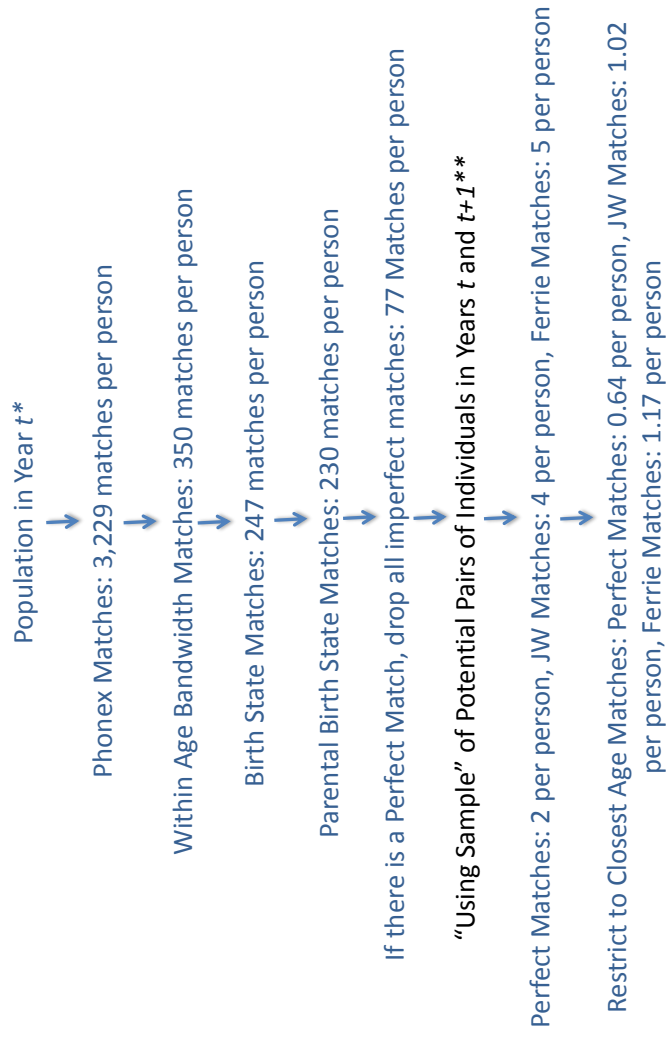 Population in Year t*
Phonex Matches: 3,229 matches per person
Within Age Bandwidth Matches: 350 matches per person
Birth State Matches: 247 matches per person
Parental Birth State Matches: 230 matches per person
If there is a Perfect Match, drop all imperfect matches: 77 Matches per person
“Using Sample” of Potential Pairs of Individuals in Years t and t+1**
Perfect Matches: 2 per person, JW Matches: 4 per person, Ferrie Matches: 5 per person
Restrict to Closest Age Matches: Perfect Matches: 0.64 per person, JW Matches: 1.02
per person, Ferrie Matches: 1.17 per person